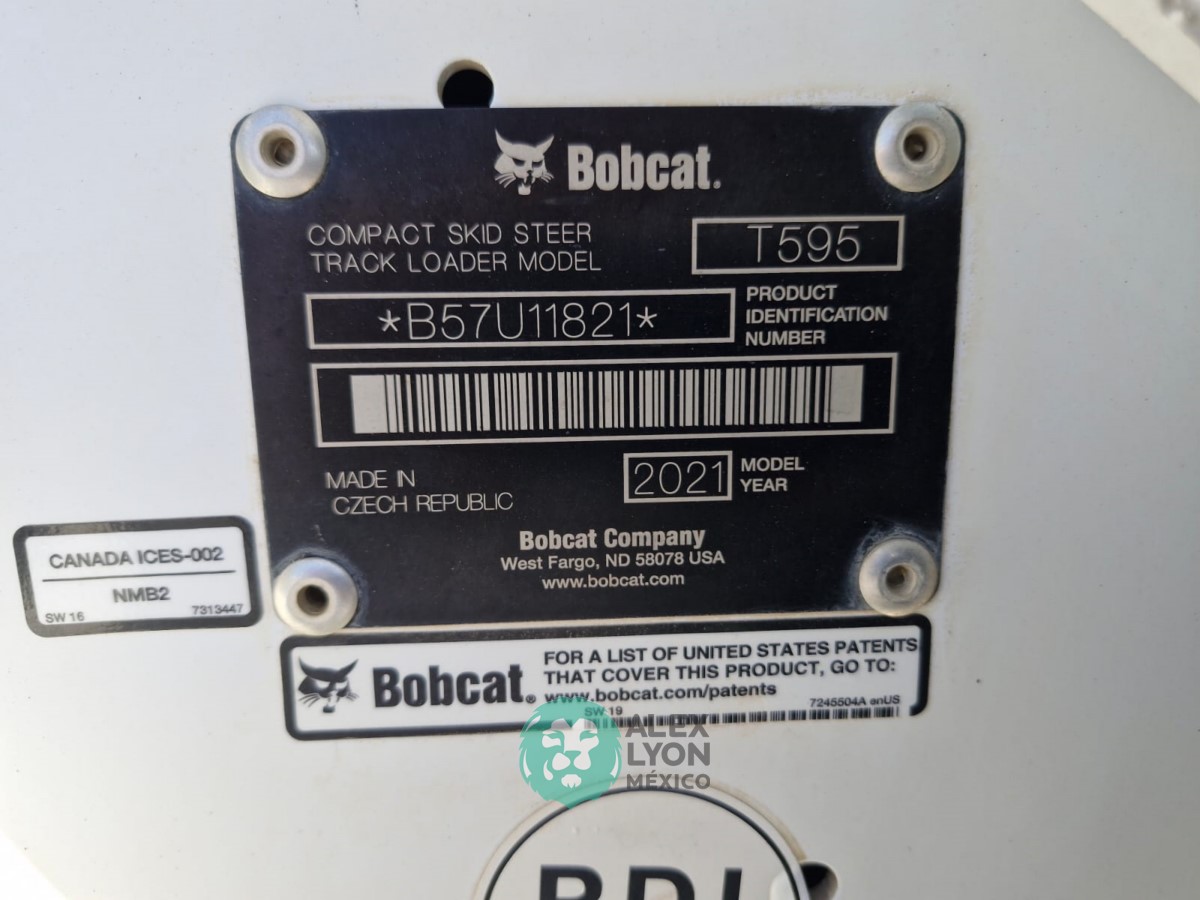 Bobcat.
COMPACT SKID STEER
TRACK LOADER MODEL
T595
*B57U11821*
PRODUCT
IDENTIFICATION
NUMBER
MADE IN
CZECH REPUBLIC
2021
MODEL
YEAR
Bobcat Company
West Fargo, ND 58078 USA
www.bobcat.com
CANADA ICES-002
NMB2
SW 16
7313447
Bobcat®
FOR A LIST OF UNITED STATES PATENTS
THAT COVER THIS PRODUCT, GO TO:
www.bobcat.com/patents
SW 19
7245504A enUS
ALEX
LYON
MÉXICO